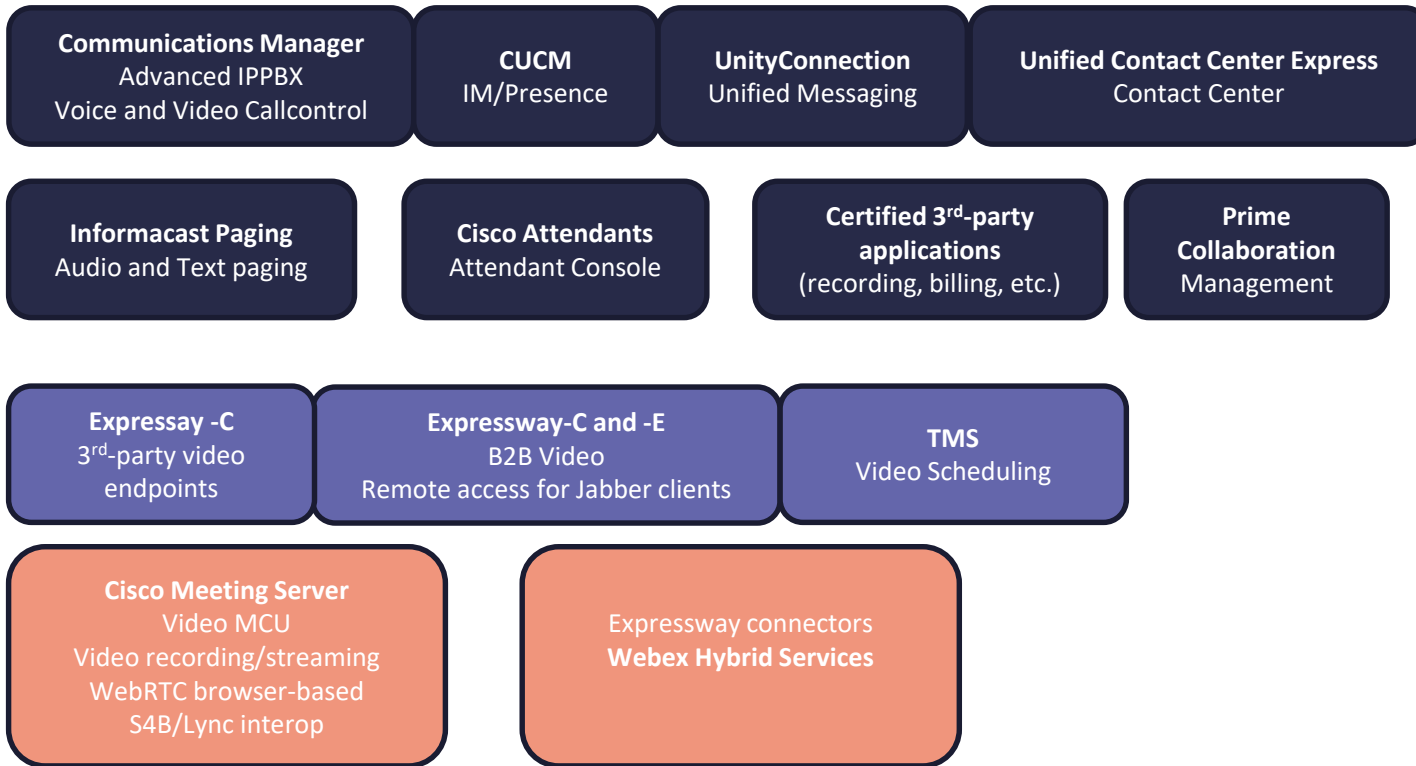 Communications Manager
Advanced IPPBX
Voice and Video Callcontrol
CUCM
IM/Presence
UnityConnection
Unified Messaging
Unified Contact Center Express
Contact Center
Informacast Paging
Audio and Text paging
Cisco Attendants
Attendant Console
Certified 3rd-party
applications
(recording, billing, etc.)
Prime
Collaboration
Management
Expressay -C
3rd-party video
endpoints
Expressway-C and -E
B2B Video
Remote access for Jabber clients
TMS
Video Scheduling
Cisco Meeting Server
Video MCU
Video recording/streaming
WebRTC browser-based
S4B/Lync interop
Expressway connectors
Webex Hybrid Services